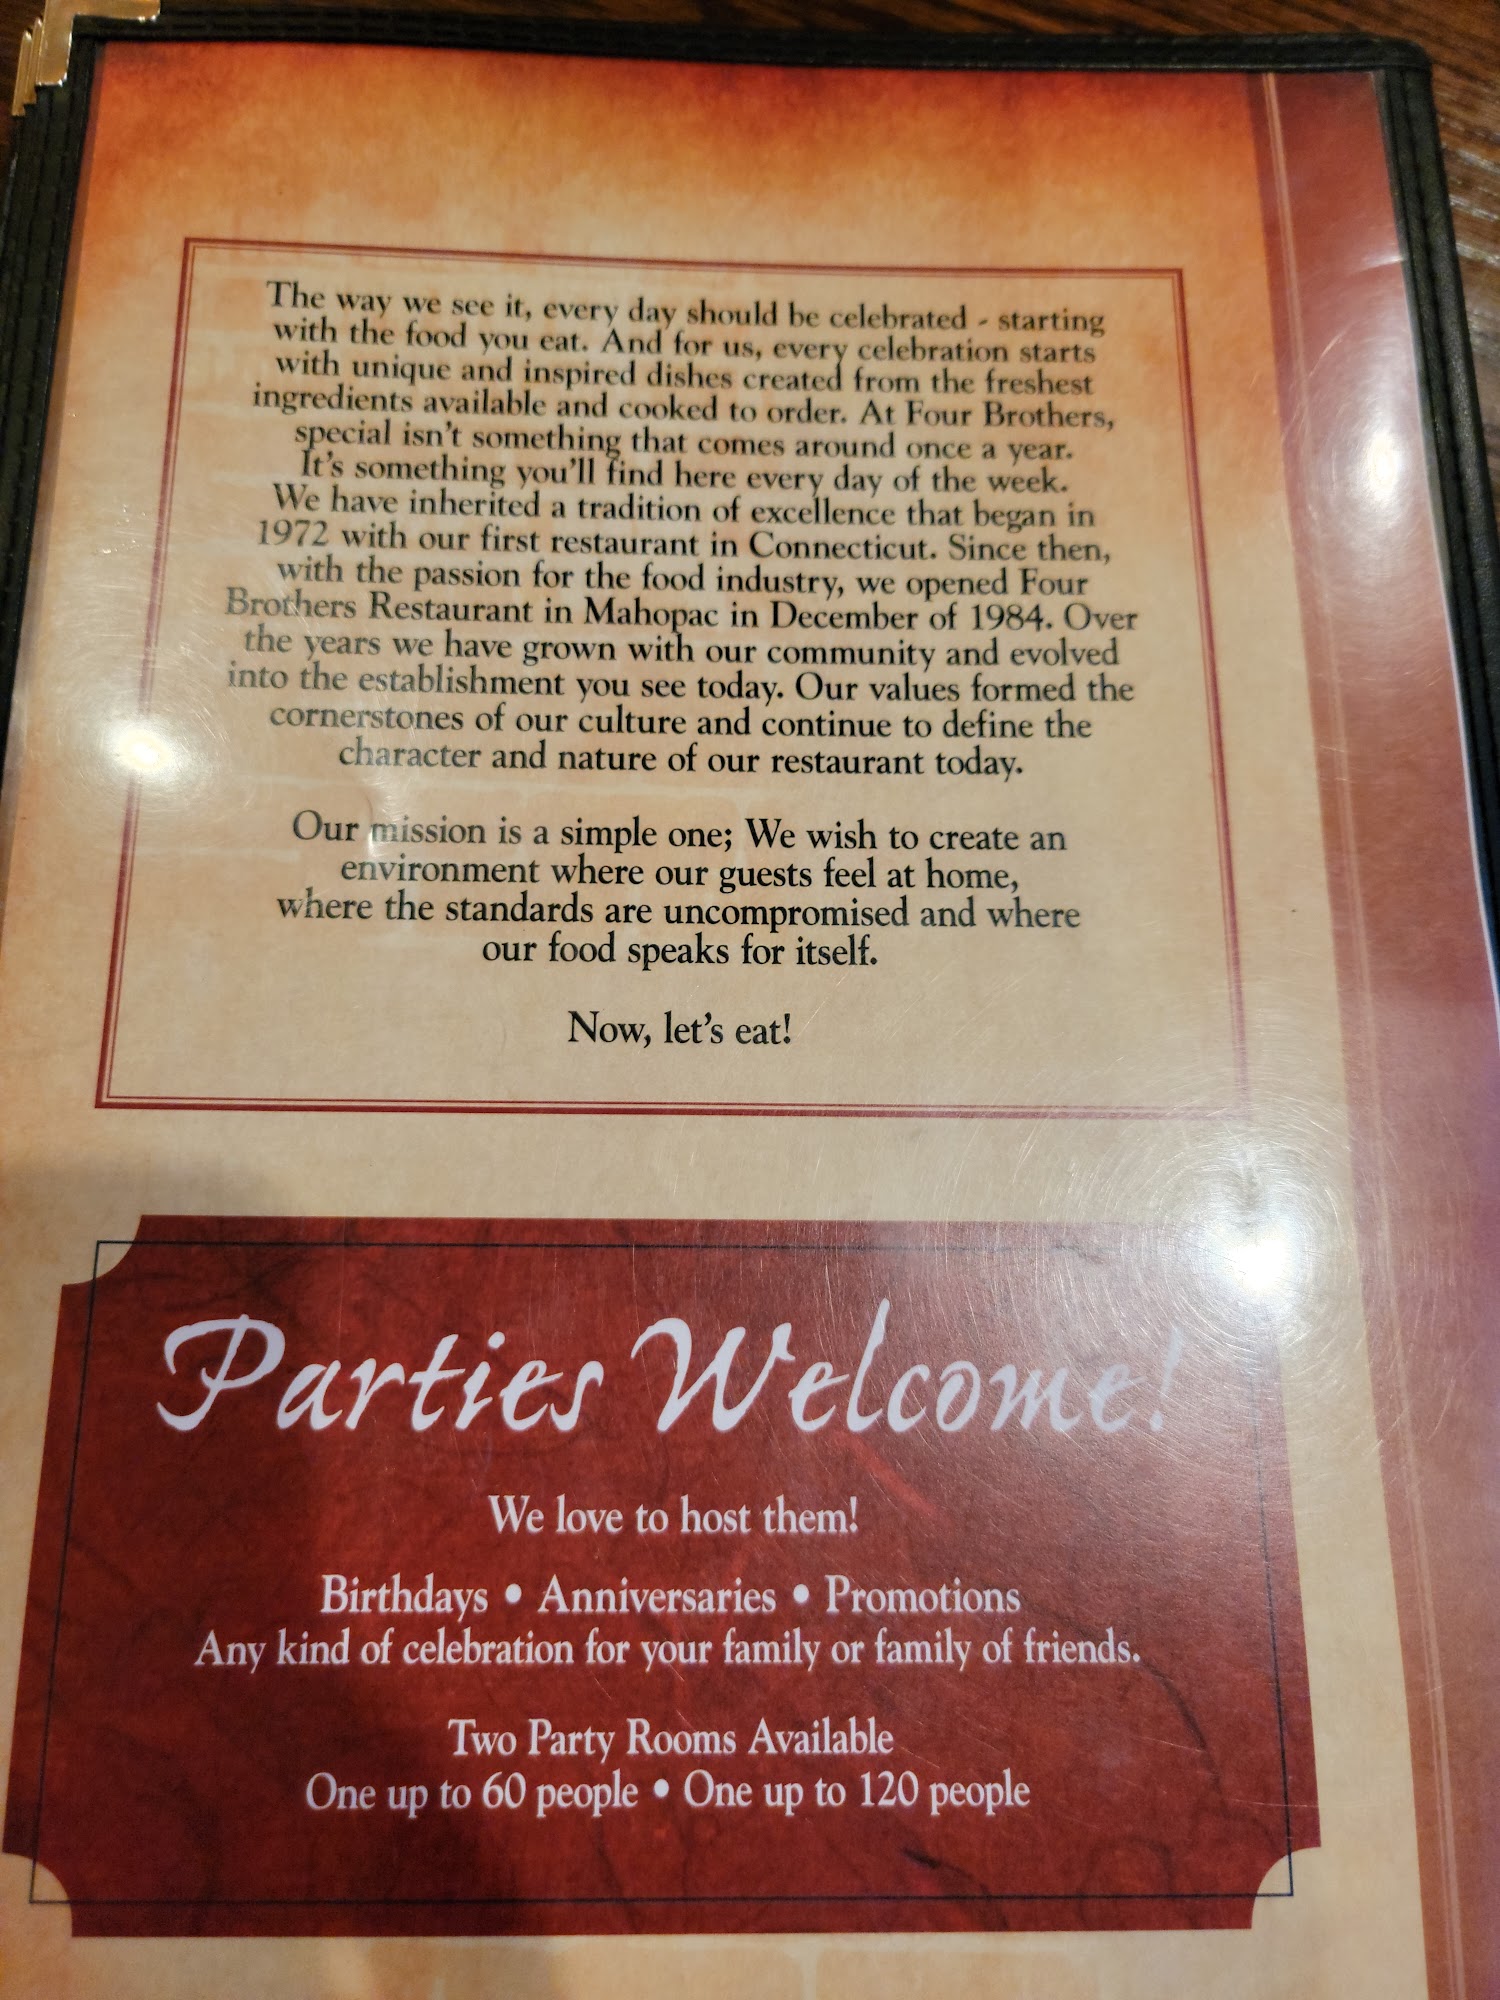 The way we see it, every day should be celebrated - starting
with the food you eat. And for us, every celebration starts
with unique and inspired dishes created from the freshest
ingredients available and cooked to order. At Four Brothers,
special isn't something that comes around once a year.
It's something you'll find here every day of the week.
We have inherited a tradition of excellence that began in
1972 with our first restaurant in Connecticut. Since then,
with the passion for the food industry, we opened Four
Brothers Restaurant in Mahopac in December of 1984. Over
the years we have grown with our community and evolved
into the establishment you see today. Our values formed the
cornerstones of our culture and continue to define the
character and nature of our restaurant today.
Our mission is a simple one; We wish to create an
environment where our guests feel at home,
where the standards are uncompromised and where
our food speaks for itself.
Now, let's eat!
Parties Welcome!
We love to host them!
Birthdays • Anniversaries • Promotions
Any kind of celebration for your family or family of friends.
Two Party Rooms Available
One up to 60 people • One up to 120 people